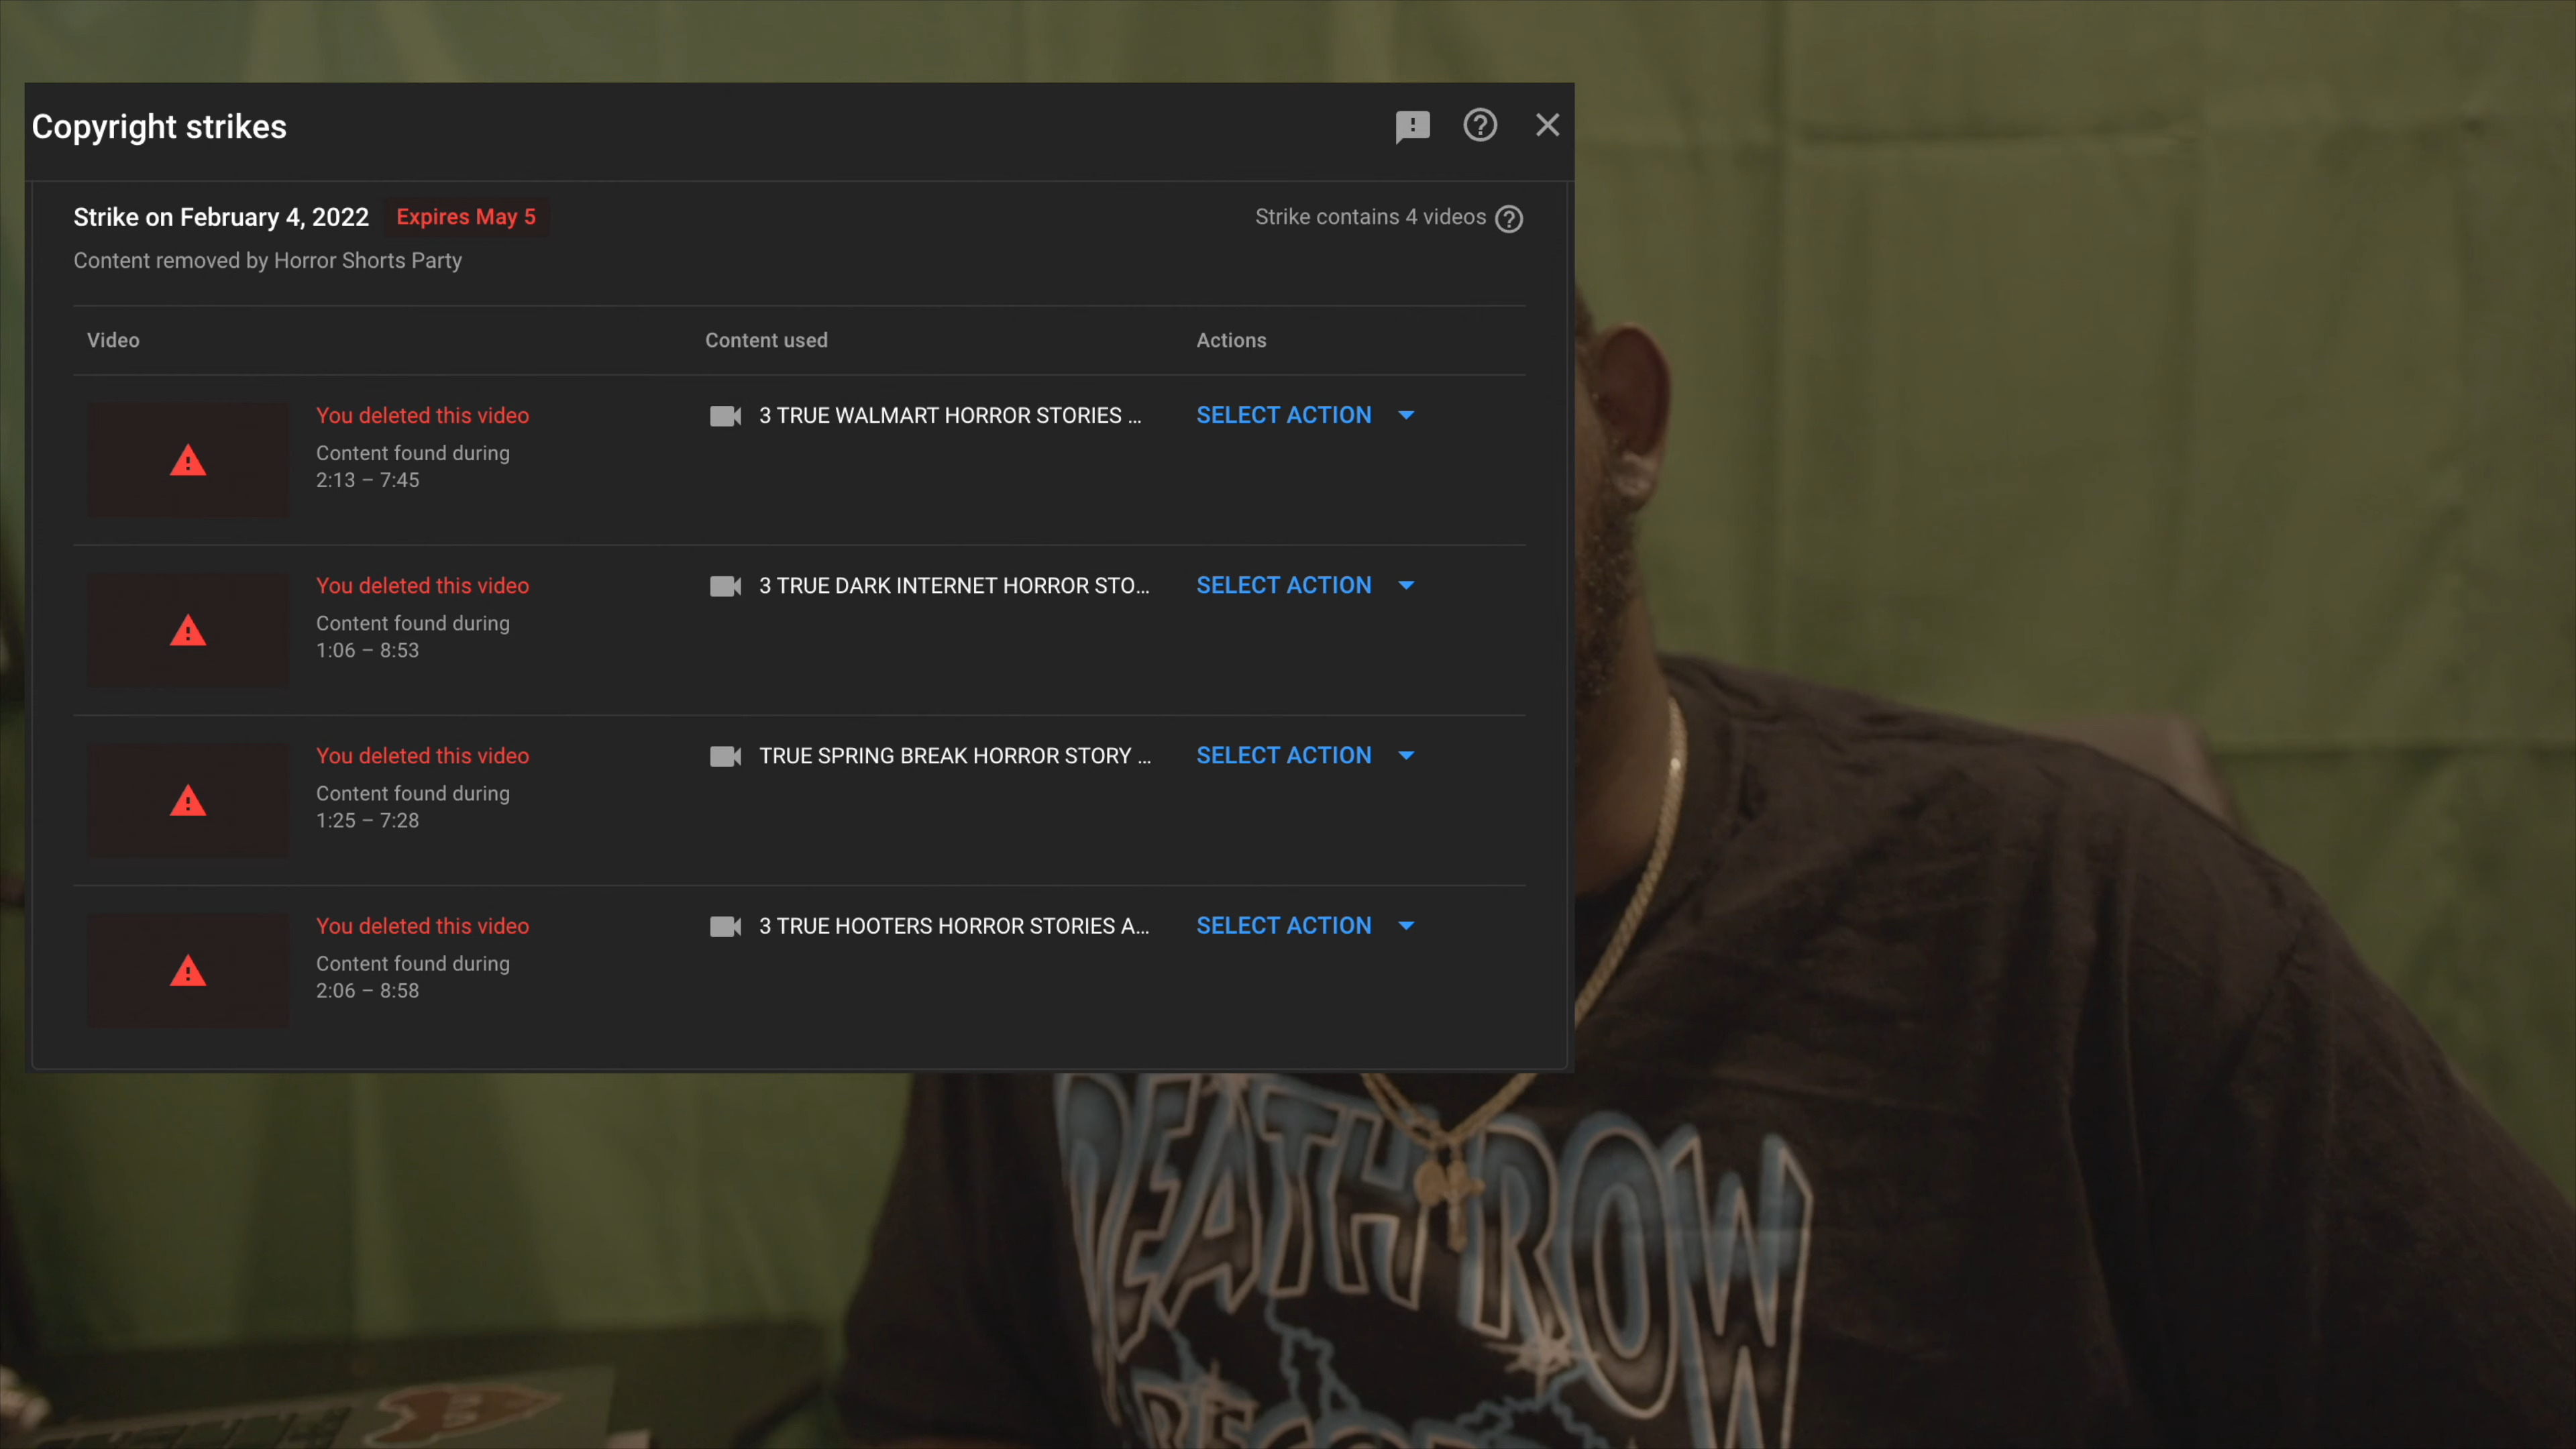 Copyright strikes
Strike on February 4, 2022 Expires May 5
Strike contains 4 videos
Content removed by Horror Shorts Party
Video Content used Actions
You deleted this video
Content found during
2:13 – 7:45
3 TRUE WALMART HORROR STORIES ...
SELECT ACTION
You deleted this video
Content found during
1:06 – 8:53
3 TRUE DARK INTERNET HORROR STO...
SELECT ACTION
You deleted this video
Content found during
1:25 – 7:28
TRUE SPRING BREAK HORROR STORY ...
SELECT ACTION
You deleted this video
Content found during
2:06 – 8:58
3 TRUE HOOTERS HORROR STORIES A...
SELECT ACTION
DEATH ROW